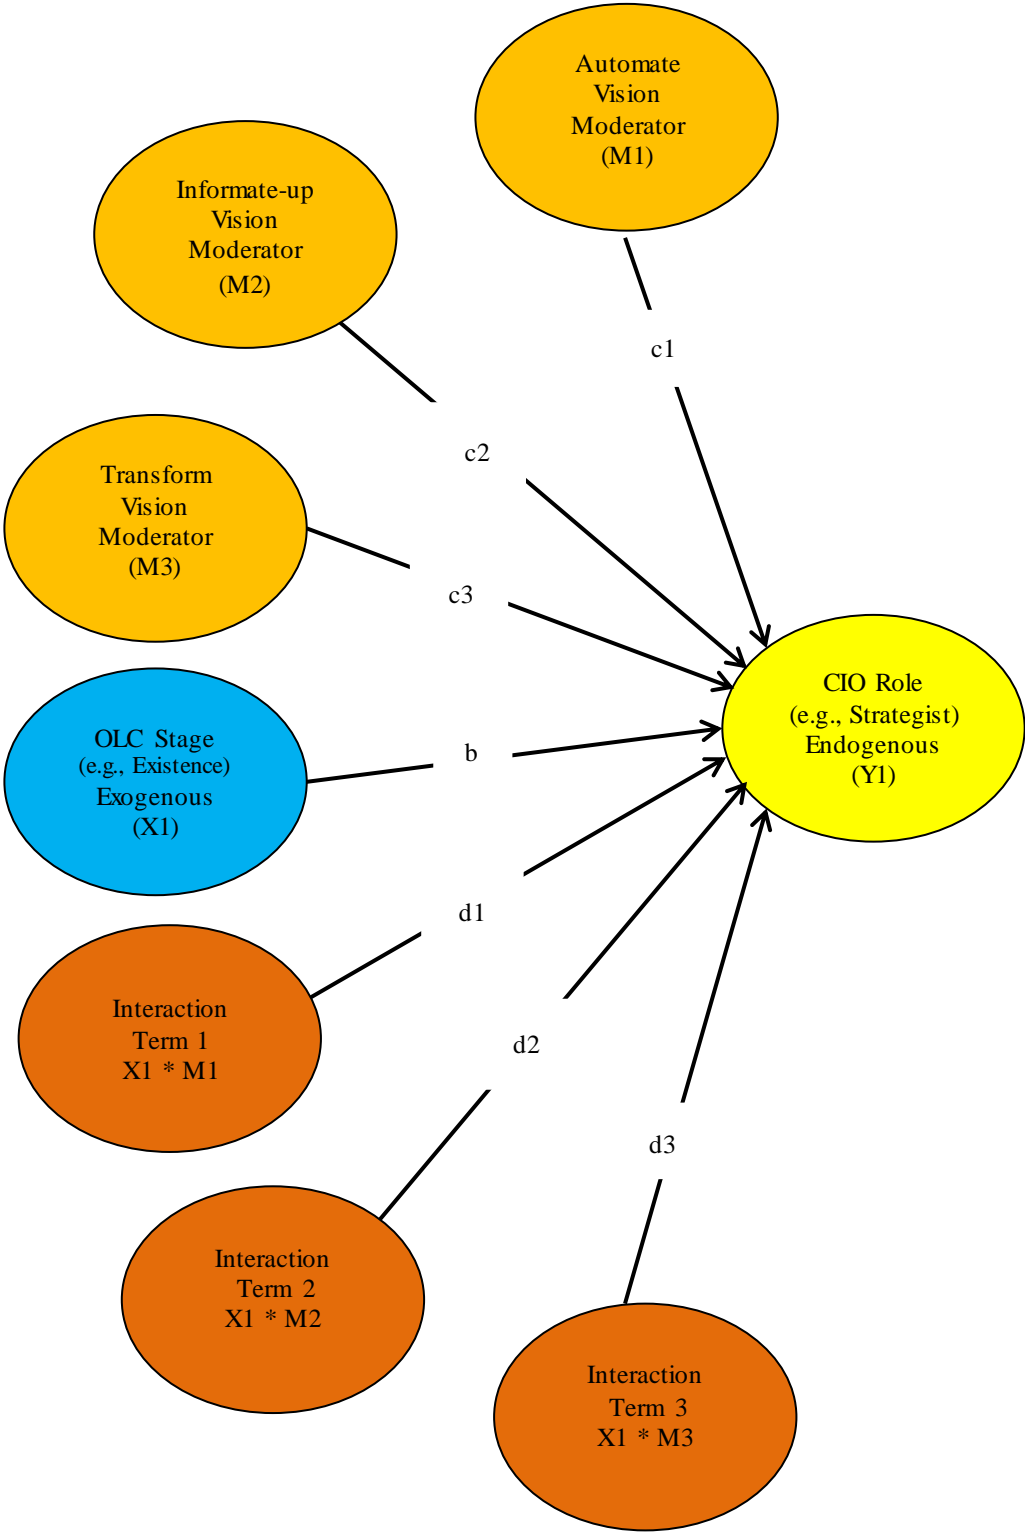 Automate
Vision
Moderator
(M1)
Informate-up
Vision
Moderator
(M2)
c1
c2
Transform
Vision
Moderator
(M3)
c3
CIO Role
(e.g., Strategist)
Endogenous
(Y1)
OLC Stage
(e.g., Existence)
Exogenous
(X1)
b
d1
Interaction
Term 1
X1 * M1
d2
d3
Interaction
Term 2
X1 * M2
Interaction
Term 3
X1 * M3